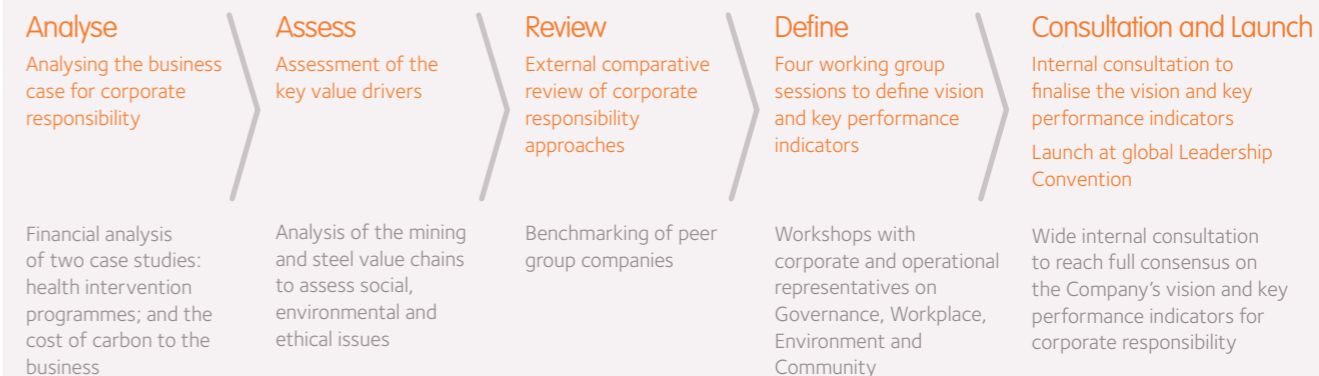 Analyse
Analysing the business
case for corporate
responsibility
Financial analysis
of two case studies:
health intervention
programmes; and the
cost of carbon to the
business
Assess
Assessment of the
key value drivers
Analysis of the mining
and steel value chains
to assess social,
environmental and
ethical issues
Review
External comparative
review of corporate
responsibility
approaches
Benchmarking of peer
group companies
Define
Four working group
sessions to define vision
and key performance
indicators
Workshops with
corporate and operational
representatives on
Governance, Workplace,
Environment and
Community
Consultation and Launch
Internal consultation to
finalise the vision and key
performance indicators
Launch at global Leadership
Convention
Wide internal consultation
to reach full consensus on
the Company's vision and key
performance indicators for
corporate responsibility